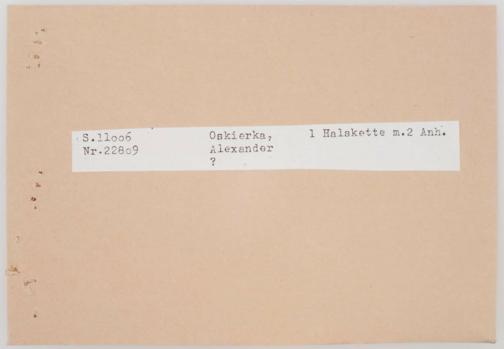 S.11006 Oskierka, 1 Halskette m.2 Anh.
Nr.22809 Alexander
?